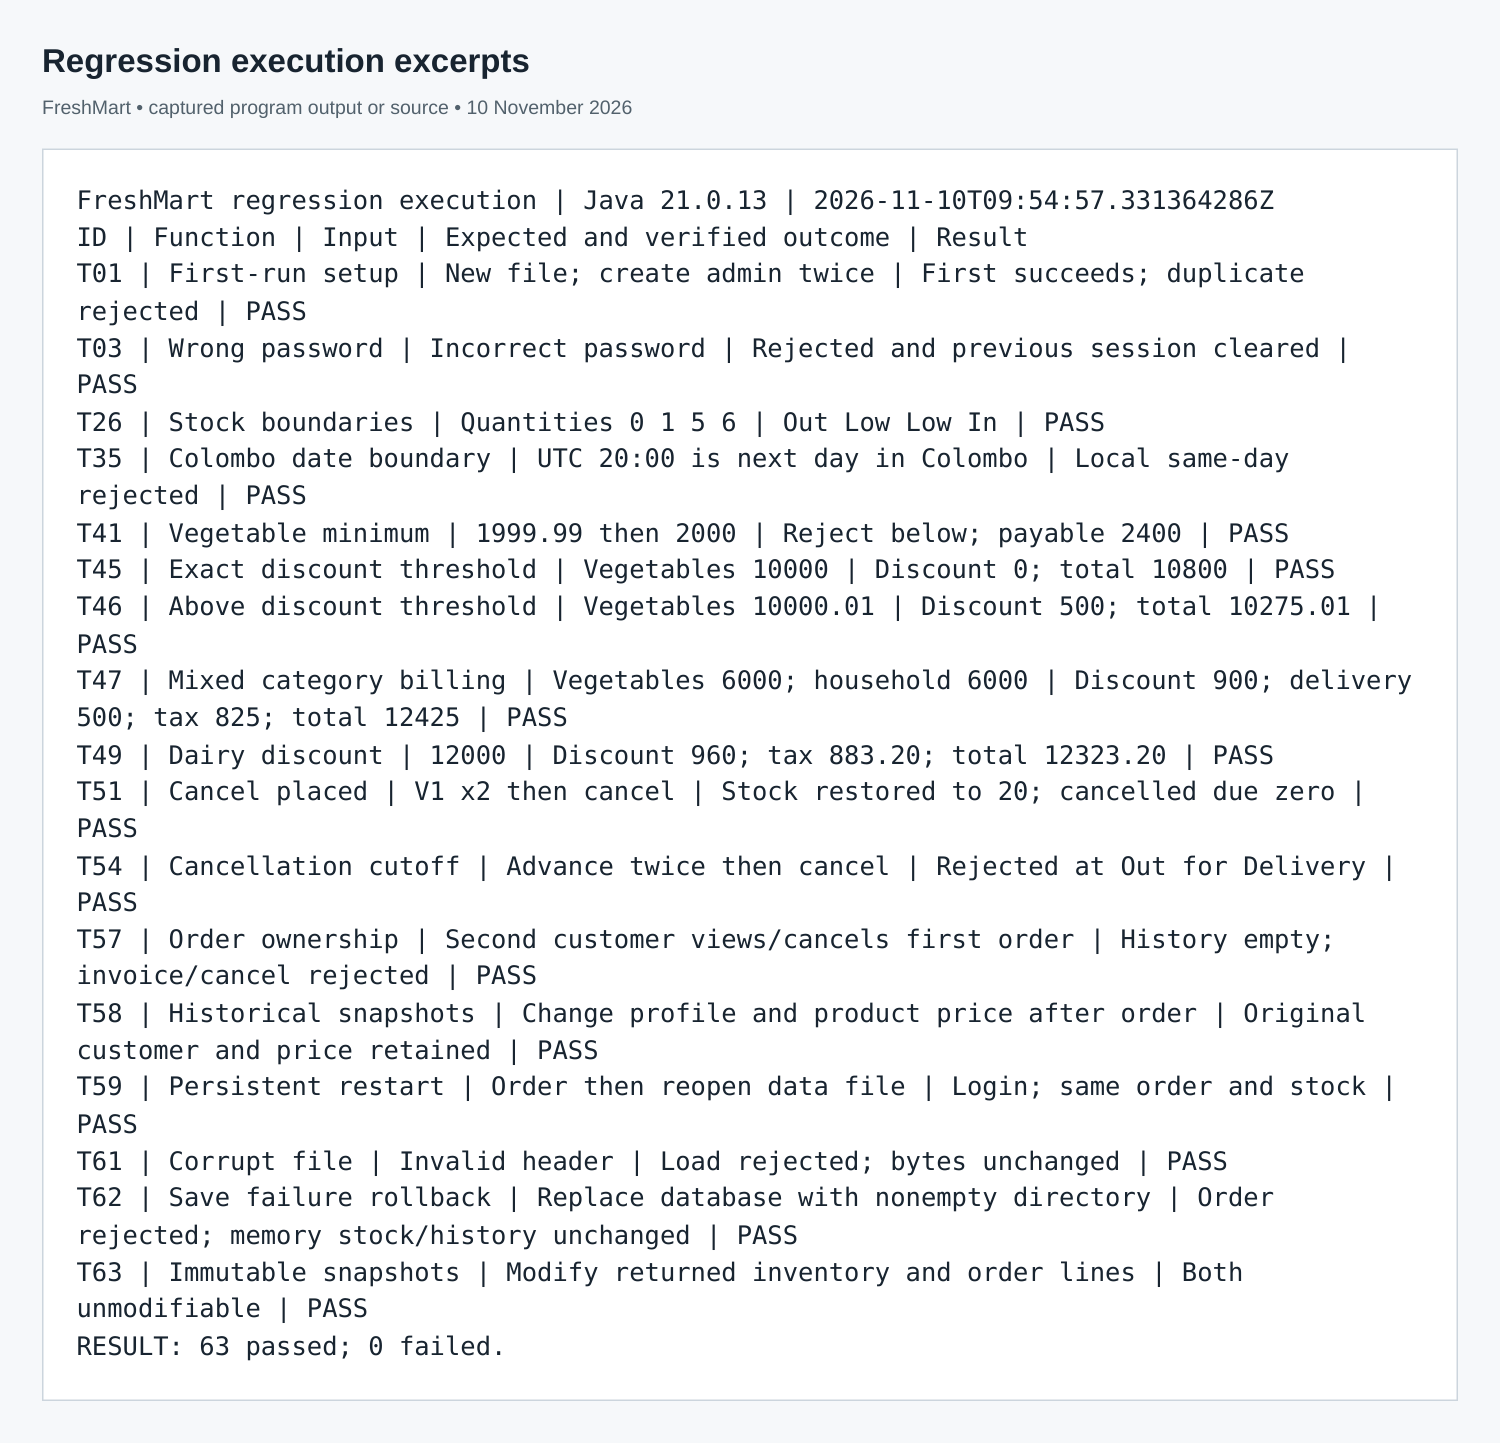 Regression execution excerpts
FreshMart • captured program output or source • 10 November 2026
FreshMart regression execution | Java 21.0.13 | 2026-11-10T09:54:57.331364286Z
ID | Function | Input | Expected and verified outcome | Result
T01 | First-run setup | New file; create admin twice | First succeeds; duplicate
rejected | PASS
T03 | Wrong password | Incorrect password | Rejected and previous session cleared |
PASS
T26 | Stock boundaries | Quantities 0 1 5 6 | Out Low Low In | PASS
T35 | Colombo date boundary | UTC 20:00 is next day in Colombo | Local same-day
rejected | PASS
T41 | Vegetable minimum | 1999.99 then 2000 | Reject below; payable 2400 | PASS
T45 | Exact discount threshold | Vegetables 10000 | Discount 0; total 10800 | PASS
T46 | Above discount threshold | Vegetables 10000.01 | Discount 500; total 10275.01 |
PASS
T47 | Mixed category billing | Vegetables 6000; household 6000 | Discount 900; delivery
500; tax 825; total 12425 | PASS
T49 | Dairy discount | 12000 | Discount 960; tax 883.20; total 12323.20 | PASS
T51 | Cancel placed | V1 x2 then cancel | Stock restored to 20; cancelled due zero |
PASS
T54 | Cancellation cutoff | Advance twice then cancel | Rejected at Out for Delivery |
PASS
T57 | Order ownership | Second customer views/cancels first order | History empty;
invoice/cancel rejected | PASS
T58 | Historical snapshots | Change profile and product price after order | Original
customer and price retained | PASS
T59 | Persistent restart | Order then reopen data file | Login; same order and stock |
PASS
T61 | Corrupt file | Invalid header | Load rejected; bytes unchanged | PASS
T62 | Save failure rollback | Replace database with nonempty directory | Order
rejected; memory stock/history unchanged | PASS
T63 | Immutable snapshots | Modify returned inventory and order lines | Both
unmodifiable | PASS
RESULT: 63 passed; 0 failed.